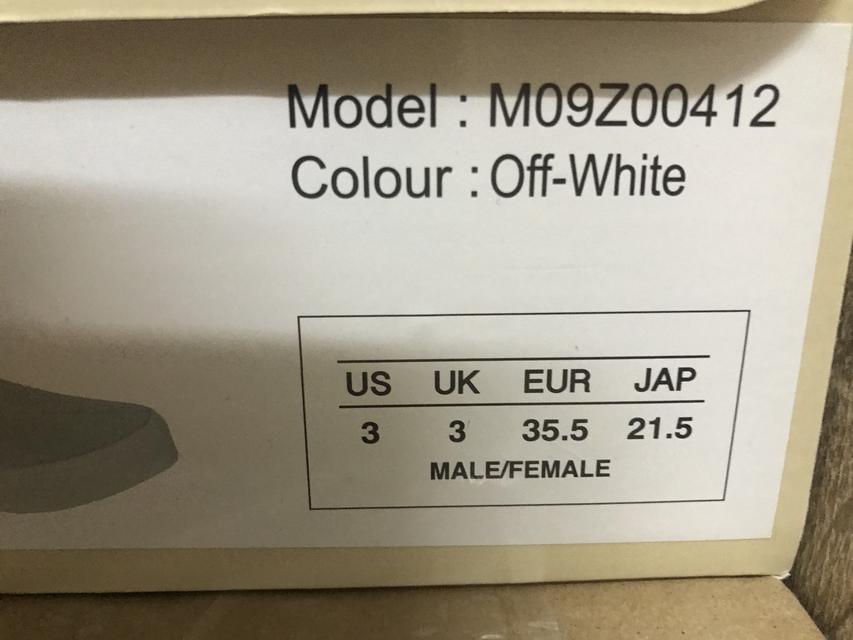 Model : M09Z00412
Colour : Off-White
US UK EUR JAP
3 3 35.5 21.5
MALE/FEMALE